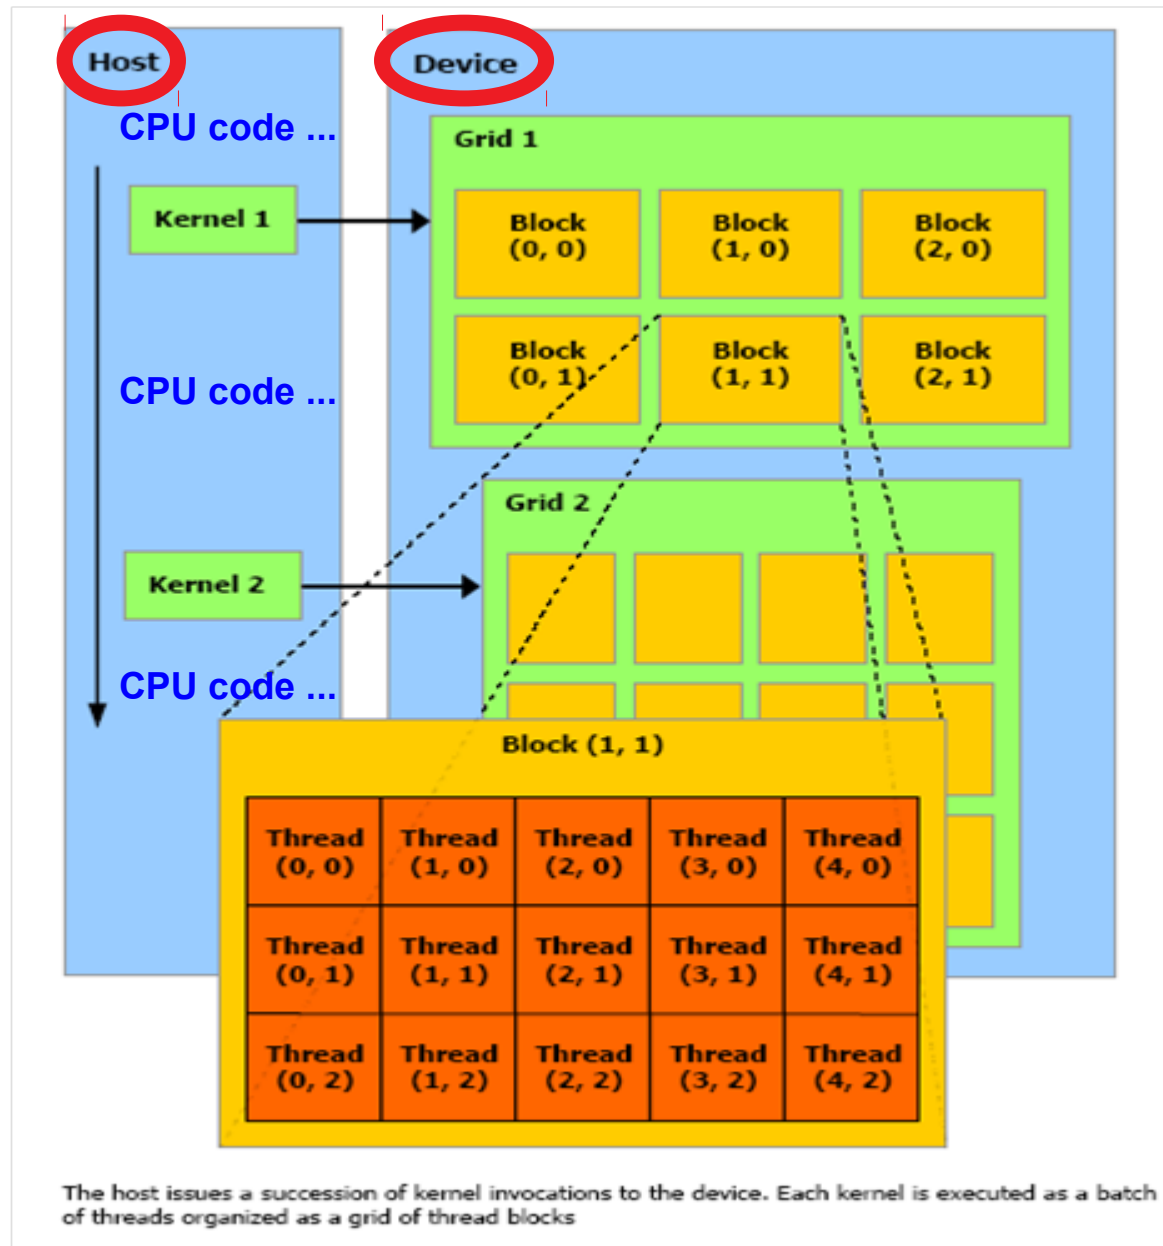 Host
Device
CPU code ...
Grid 1
Kernel 1
Block
(0, 0)
Block
(1, 0)
Block
(2, 0)
Block
(0, 1)
Block
(1, 1)
Block
(2, 1)
CPU code ...
Grid 2
Kernel 2
CPU code ...
Block (1, 1)
Thread
(0, 0)
Thread
(1, 0)
Thread
(2, 0)
Thread
(3, 0)
Thread
(4, 0)
Thread
(0, 1)
Thread
(1, 1)
Thread
(2, 1)
Thread
(3, 1)
Thread
(4, 1)
Thread
(0, 2)
Thread
(1, 2)
Thread
(2, 2)
Thread
(3, 2)
Thread
(4, 2)
The host issues a succession of kernel invocations to the device. Each kernel is executed as a batch
of threads organized as a grid of thread blocks